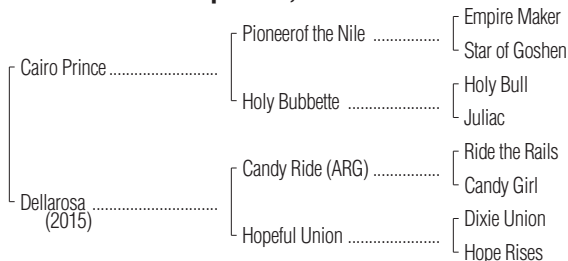 Cairo Prince ........................
Pioneerof the Nile ...............
Empire Maker
Star of Goshen
Holy Bubbette .....................
Holy Bull
Juliac
Dellarosa ............................
(2015)
Candy Ride (ARG) ...............
Ride the Rails
Candy Girl
Hopeful Union .....................
Dixie Union
Hope Rises